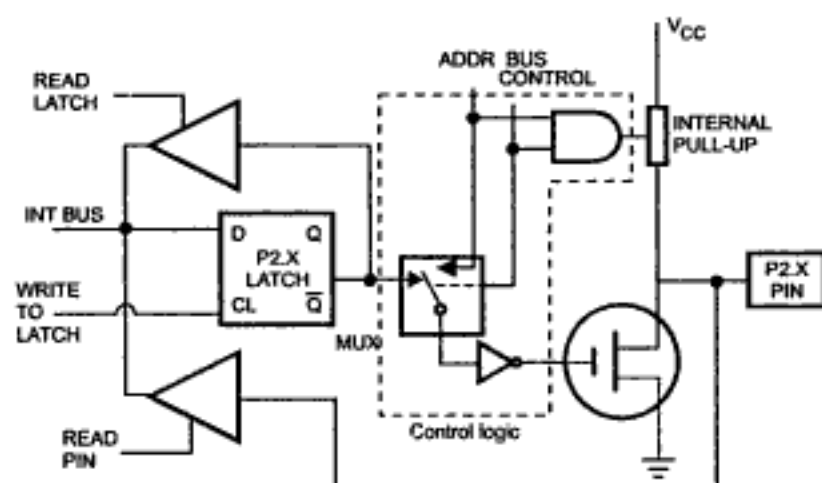 VCC
ADDR BUS
CONTROL
READ
LATCH
INTERNAL
PULL-UP
INT BUS
D Q
P2.X
LATCH
CL Q̅
WRITE
TO
LATCH
MUX
P2.X
PIN
READ
PIN
Control logic